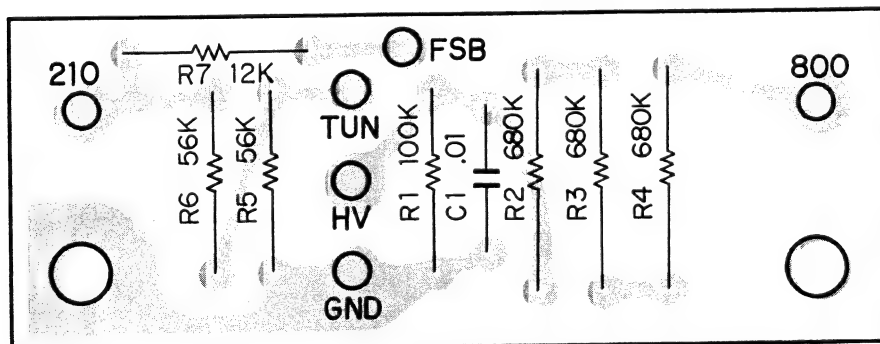 FSB
210
R7 12K
800
TUN
R6 56K
R5 56K
HV
R1 100K
C1 .01
R2 680K
R3 680K
R4 680K
GND